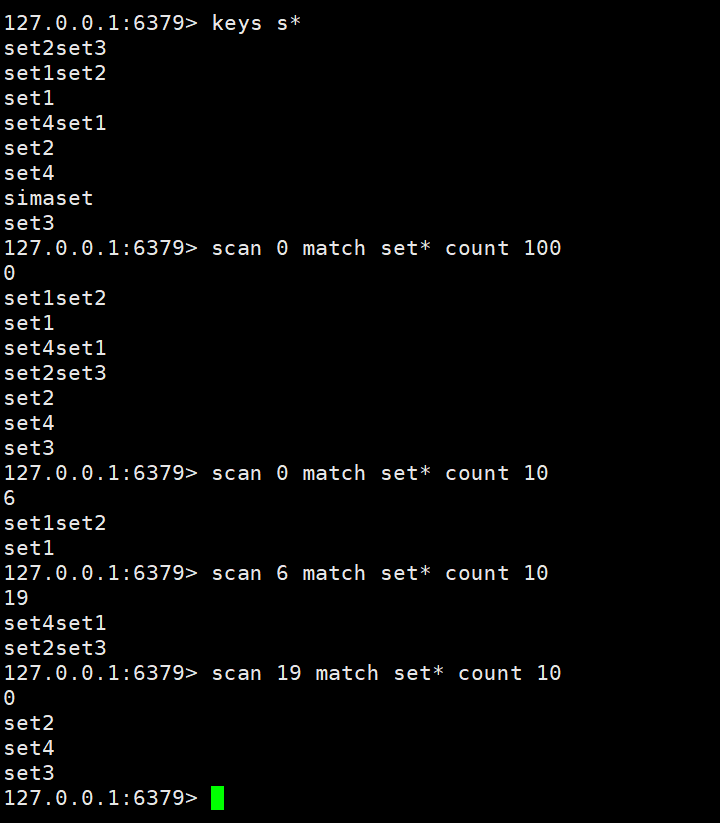 127.0.0.1:6379> keys s*
set2set3
set1set2
set1
set4set1
set2
set4
simaset
set3
127.0.0.1:6379> scan 0 match set* count 100
0
set1set2
set1
set4set1
set2set3
set2
set4
set3
127.0.0.1:6379> scan 0 match set* count 10
6
set1set2
set1
127.0.0.1:6379> scan 6 match set* count 10
19
set4set1
set2set3
127.0.0.1:6379> scan 19 match set* count 10
0
set2
set4
set3
127.0.0.1:6379>